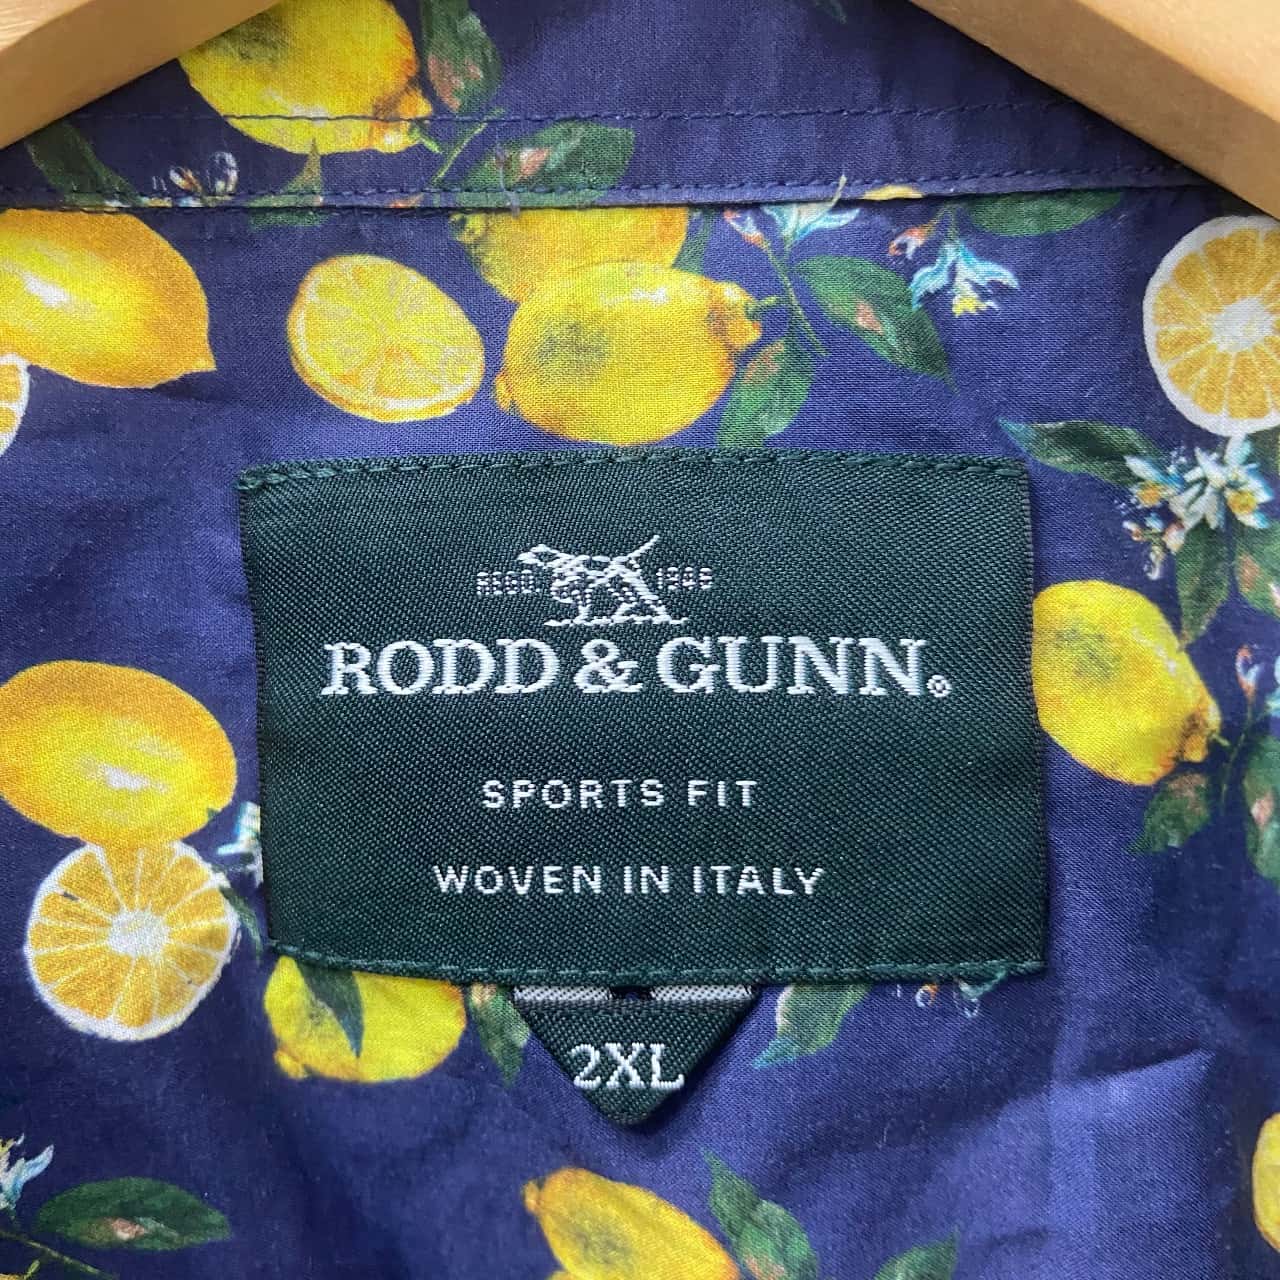 REGD. 1946
RODD & GUNN®
SPORTS FIT
WOVEN IN ITALY
2XL